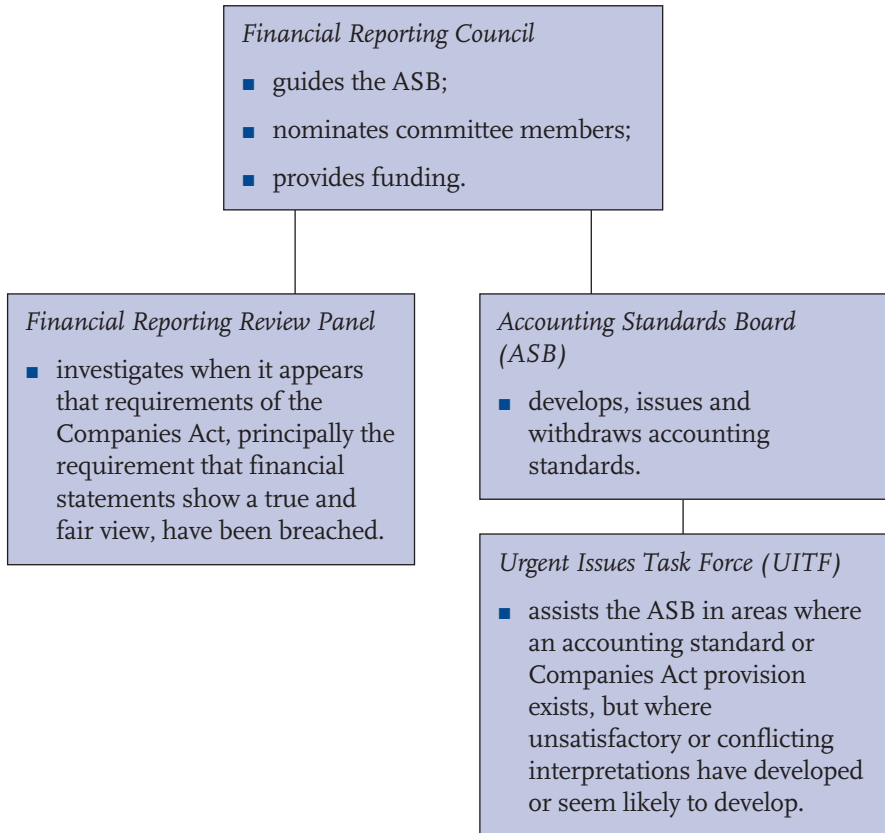 Financial Reporting Council
■ guides the ASB;
■ nominates committee members;
■ provides funding.
Financial Reporting Review Panel
■ investigates when it appears
that requirements of the
Companies Act, principally the
requirement that financial
statements show a true and
fair view, have been breached.
Accounting Standards Board
(ASB)
■ develops, issues and
withdraws accounting
standards.
Urgent Issues Task Force (UITF)
■ assists the ASB in areas where
an accounting standard or
Companies Act provision
exists, but where
unsatisfactory or conflicting
interpretations have developed
or seem likely to develop.